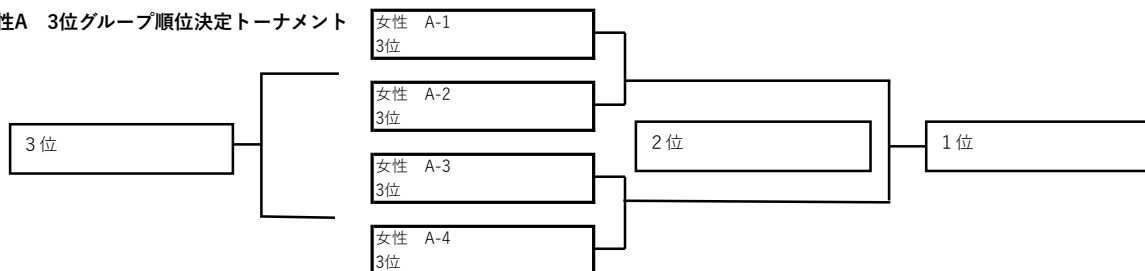 性A　3位グループ順位決定トーナメント
女性　A-1
3位
女性　A-2
3位
3位
2位
1位
女性　A-3
3位
女性　A-4
3位